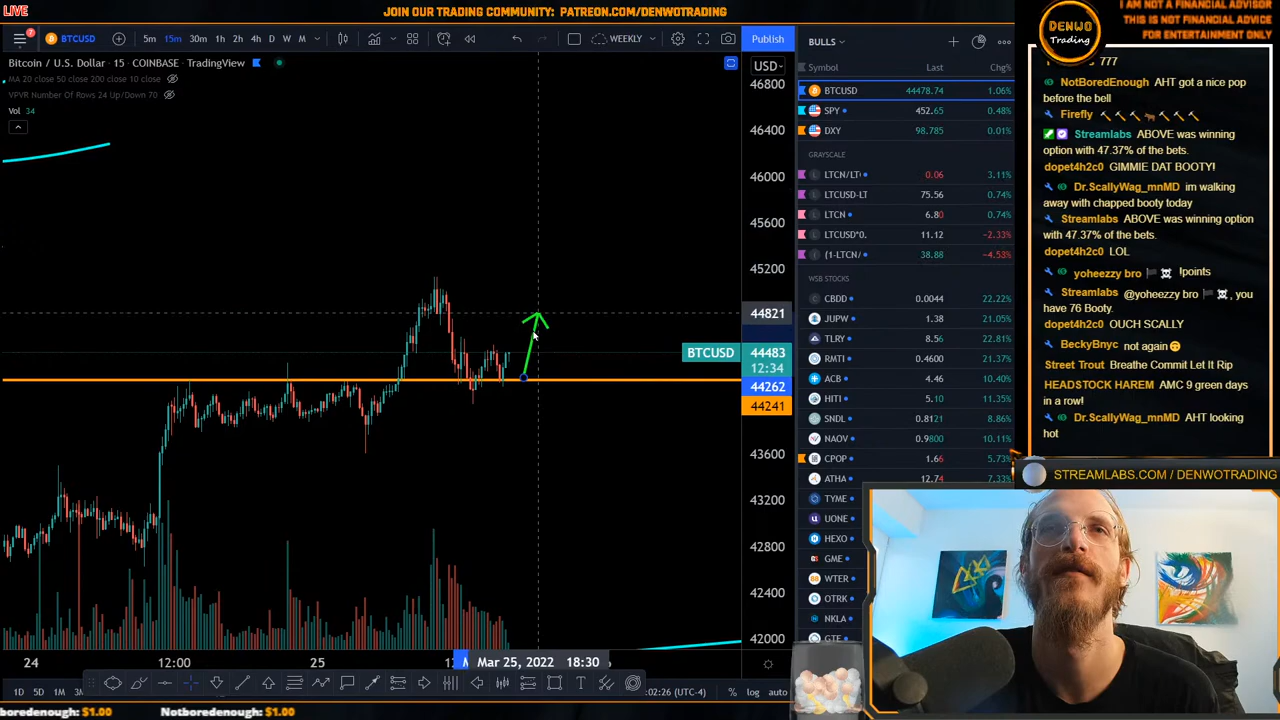 LIVE
JOIN OUR TRADING COMMUNITY: PATREON.COM/DENWOTRADING
7
BTCUSD
5m 15m 30m 1h 2h 4h D W M
WEEKLY
Publish
Bitcoin / U.S. Dollar · 15 · COINBASE · TradingView
MA 20 close 50 close 200 close 10 close
VPVR Number Of Rows 24 Up/Down 70
Vol 34
USD
46800
46400
46000
45600
45200
44821
BTCUSD 44483
12:34
44262
44241
43600
43200
42800
42400
42000
24 12:00 25
Mar 25, 2022 18:30
1D 5D 1M 3M
:02:26 (UTC-4) % log auto
BULLS
Symbol Last Chg%
BTCUSD 44478.74 1.06%
SPY 452.65 0.48%
DXY 98.785 0.01%
GRAYSCALE
LTCN/LT 0.06 3.11%
LTCUSD-LT 75.56 0.74%
LTCN 6.80 0.74%
LTCUSD*0. 11.12 −2.33%
(1-LTCN/ 38.88 −4.53%
WSB STOCKS
CBDD 0.0044 22.22%
JUPW 1.38 21.05%
TLRY 8.56 22.81%
RMTI 0.4600 21.37%
ACB 4.46 10.40%
HITI 5.10 11.35%
SNDL 0.8121 8.86%
NAOV 0.9800 10.11%
CPOP 1.66 5.73%
ATHA 12.74 7.33%
TYME
UONE
HEXO
GME
WTER
OTRK
NKLA
GTE
DENWO
Trading
I AM NOT A FINANCIAL ADVISOR
THIS IS NOT FINANCIAL ADVICE
FOR ENTERTAINMENT ONLY
777
NotBoredEnough AHT got a nice pop
before the bell
Firefly
Streamlabs ABOVE was winning
option with 47.37% of the bets.
dopet4h2c0 GIMMIE DAT BOOTY!
Dr.ScallyWag_mnMD im walking
away with chapped booty today
Streamlabs ABOVE was winning option
with 47.37% of the bets.
dopet4h2c0 LOL
yoheezzy bro !points
Streamlabs @yoheezzy bro , you
have 76 Booty.
dopet4h2c0 OUCH SCALLY
BeckyBnyc not again
Street Trout Breathe Commit Let It Rip
HEADSTOCK HAREM AMC 9 green days
in a row!
Dr.ScallyWag_mnMD AHT looking
hot
STREAMLABS.COM / DENWOTRADING
boredenough: $1.00 Notboredenough: $1.00